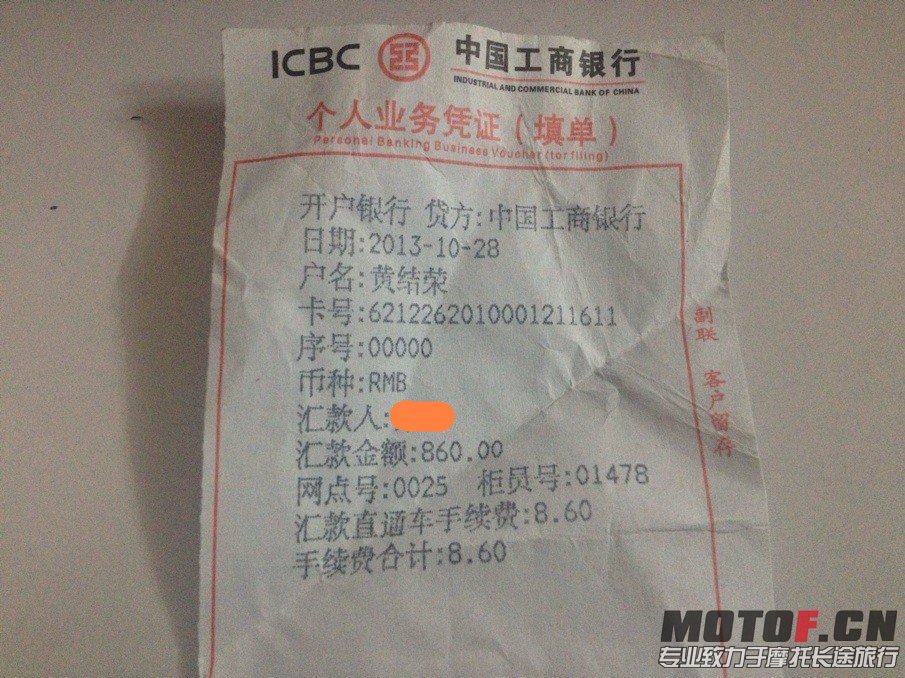 ICBC 中国工商银行
INDUSTRIAL AND COMMERCIAL BANK OF CHINA
个人业务凭证（填单）
Personal Banking Business Voucher (for filing)
开户银行 贷方:中国工商银行
日期:2013-10-28
户名:黄结荣
卡号:6212262010001211611
序号:00000
币种:RMB
汇款人:
汇款金额:860.00
网点号:0025 柜员号:01478
汇款直通车手续费:8.60
手续费合计:8.60
制联 客户留存
MOTOF.CN
专业致力于摩托长途旅行